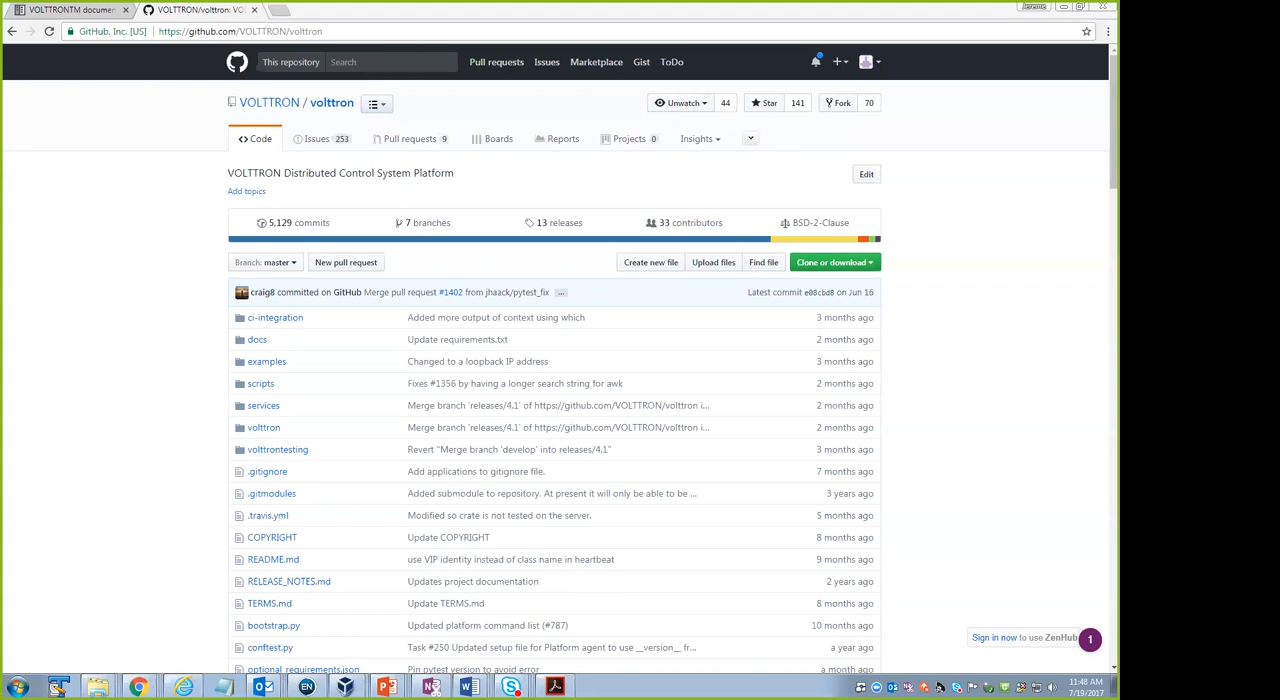 VOLTTRONTM documen × VOLTTRON/volttron: VO × Jereme
GitHub, Inc. [US] | https://github.com/VOLTTRON/volttron
This repository Search Pull requests Issues Marketplace Gist ToDo
VOLTTRON / volttron Unwatch 44 Star 141 Fork 70
Code Issues 253 Pull requests 9 Boards Reports Projects 0 Insights
VOLTTRON Distributed Control System Platform Edit
Add topics
5,129 commits 7 branches 13 releases 33 contributors BSD-2-Clause
Branch: master New pull request Create new file Upload files Find file Clone or download
craig8 committed on GitHub Merge pull request #1402 from jhaack/pytest_fix ... Latest commit e08cbd8 on Jun 16
ci-integration Added more output of context using which 3 months ago
docs Update requirements.txt 2 months ago
examples Changed to a loopback IP address 3 months ago
scripts Fixes #1356 by having a longer search string for awk 2 months ago
services Merge branch 'releases/4.1' of https://github.com/VOLTTRON/volttron i... 2 months ago
volttron Merge branch 'releases/4.1' of https://github.com/VOLTTRON/volttron i... 2 months ago
volttrontesting Revert "Merge branch 'develop' into releases/4.1" 3 months ago
.gitignore Add applications to gitignore file. 7 months ago
.gitmodules Added submodule to repository. At present it will only be able to be ... 3 years ago
.travis.yml Modified so crate is not tested on the server. 5 months ago
COPYRIGHT Update COPYRIGHT 8 months ago
README.md use VIP identity instead of class name in heartbeat 9 months ago
RELEASE_NOTES.md Updates project documentation 2 years ago
TERMS.md Update TERMS.md 8 months ago
bootstrap.py Updated platform command list (#787) 10 months ago
Sign in now to use ZenHub 1
conftest.py Task #250 Updated setup file for Platform agent to use __version__ fr... a year ago
optional_requirements.json Pin pytest version to avoid error a month ago
11:48 AM
7/19/2017